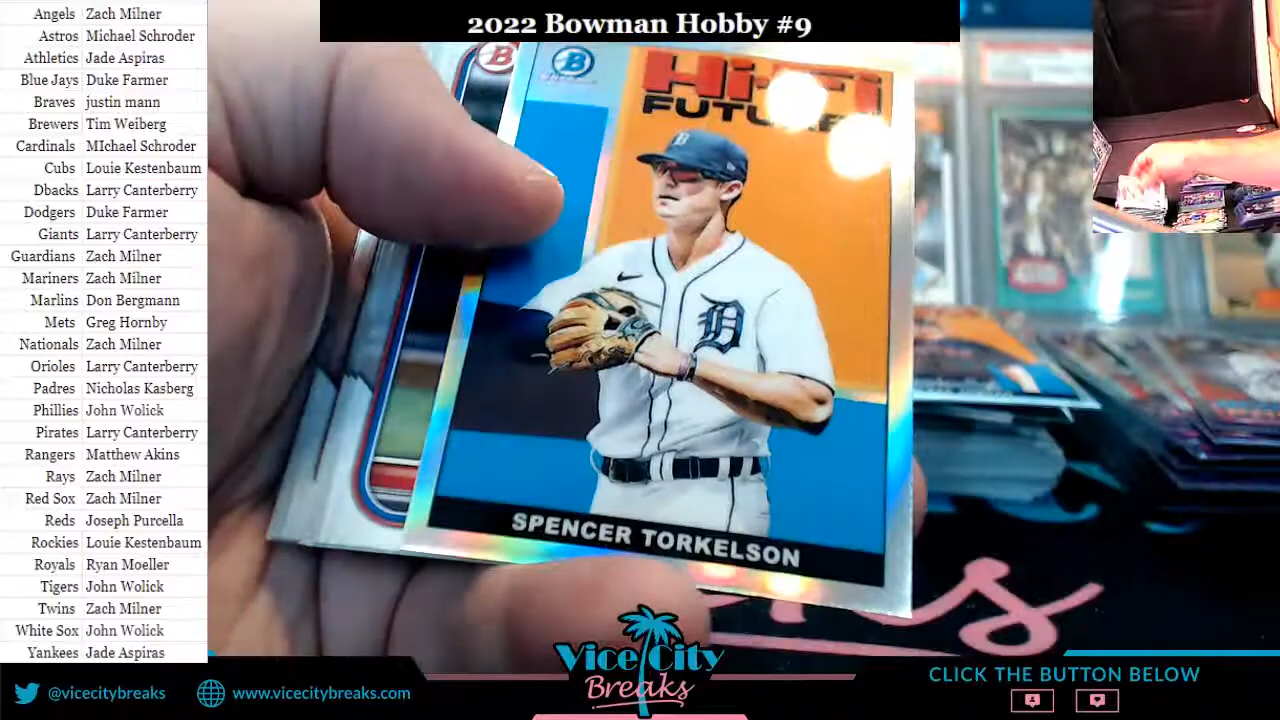 2022 Bowman Hobby #9
Angels Zach Milner
Astros Michael Schroder
Athletics Jade Aspiras
Blue Jays Duke Farmer
Braves justin mann
Brewers Tim Weiberg
Cardinals MIchael Schroder
Cubs Louie Kestenbaum
Dbacks Larry Canterberry
Dodgers Duke Farmer
Giants Larry Canterberry
Guardians Zach Milner
Mariners Zach Milner
Marlins Don Bergmann
Mets Greg Hornby
Nationals Zach Milner
Orioles Larry Canterberry
Padres Nicholas Kasberg
Phillies John Wolick
Pirates Larry Canterberry
Rangers Matthew Akins
Rays Zach Milner
Red Sox Zach Milner
Reds Joseph Purcella
Rockies Louie Kestenbaum
Royals Ryan Moeller
Tigers John Wolick
Twins Zach Milner
White Sox John Wolick
Yankees Jade Aspiras
B
B
Hi-Fi
D
D
SPENCER TORKELSON
Vice City
Breaks
@vicecitybreaks
www.vicecitybreaks.com
CLICK THE BUTTON BELOW